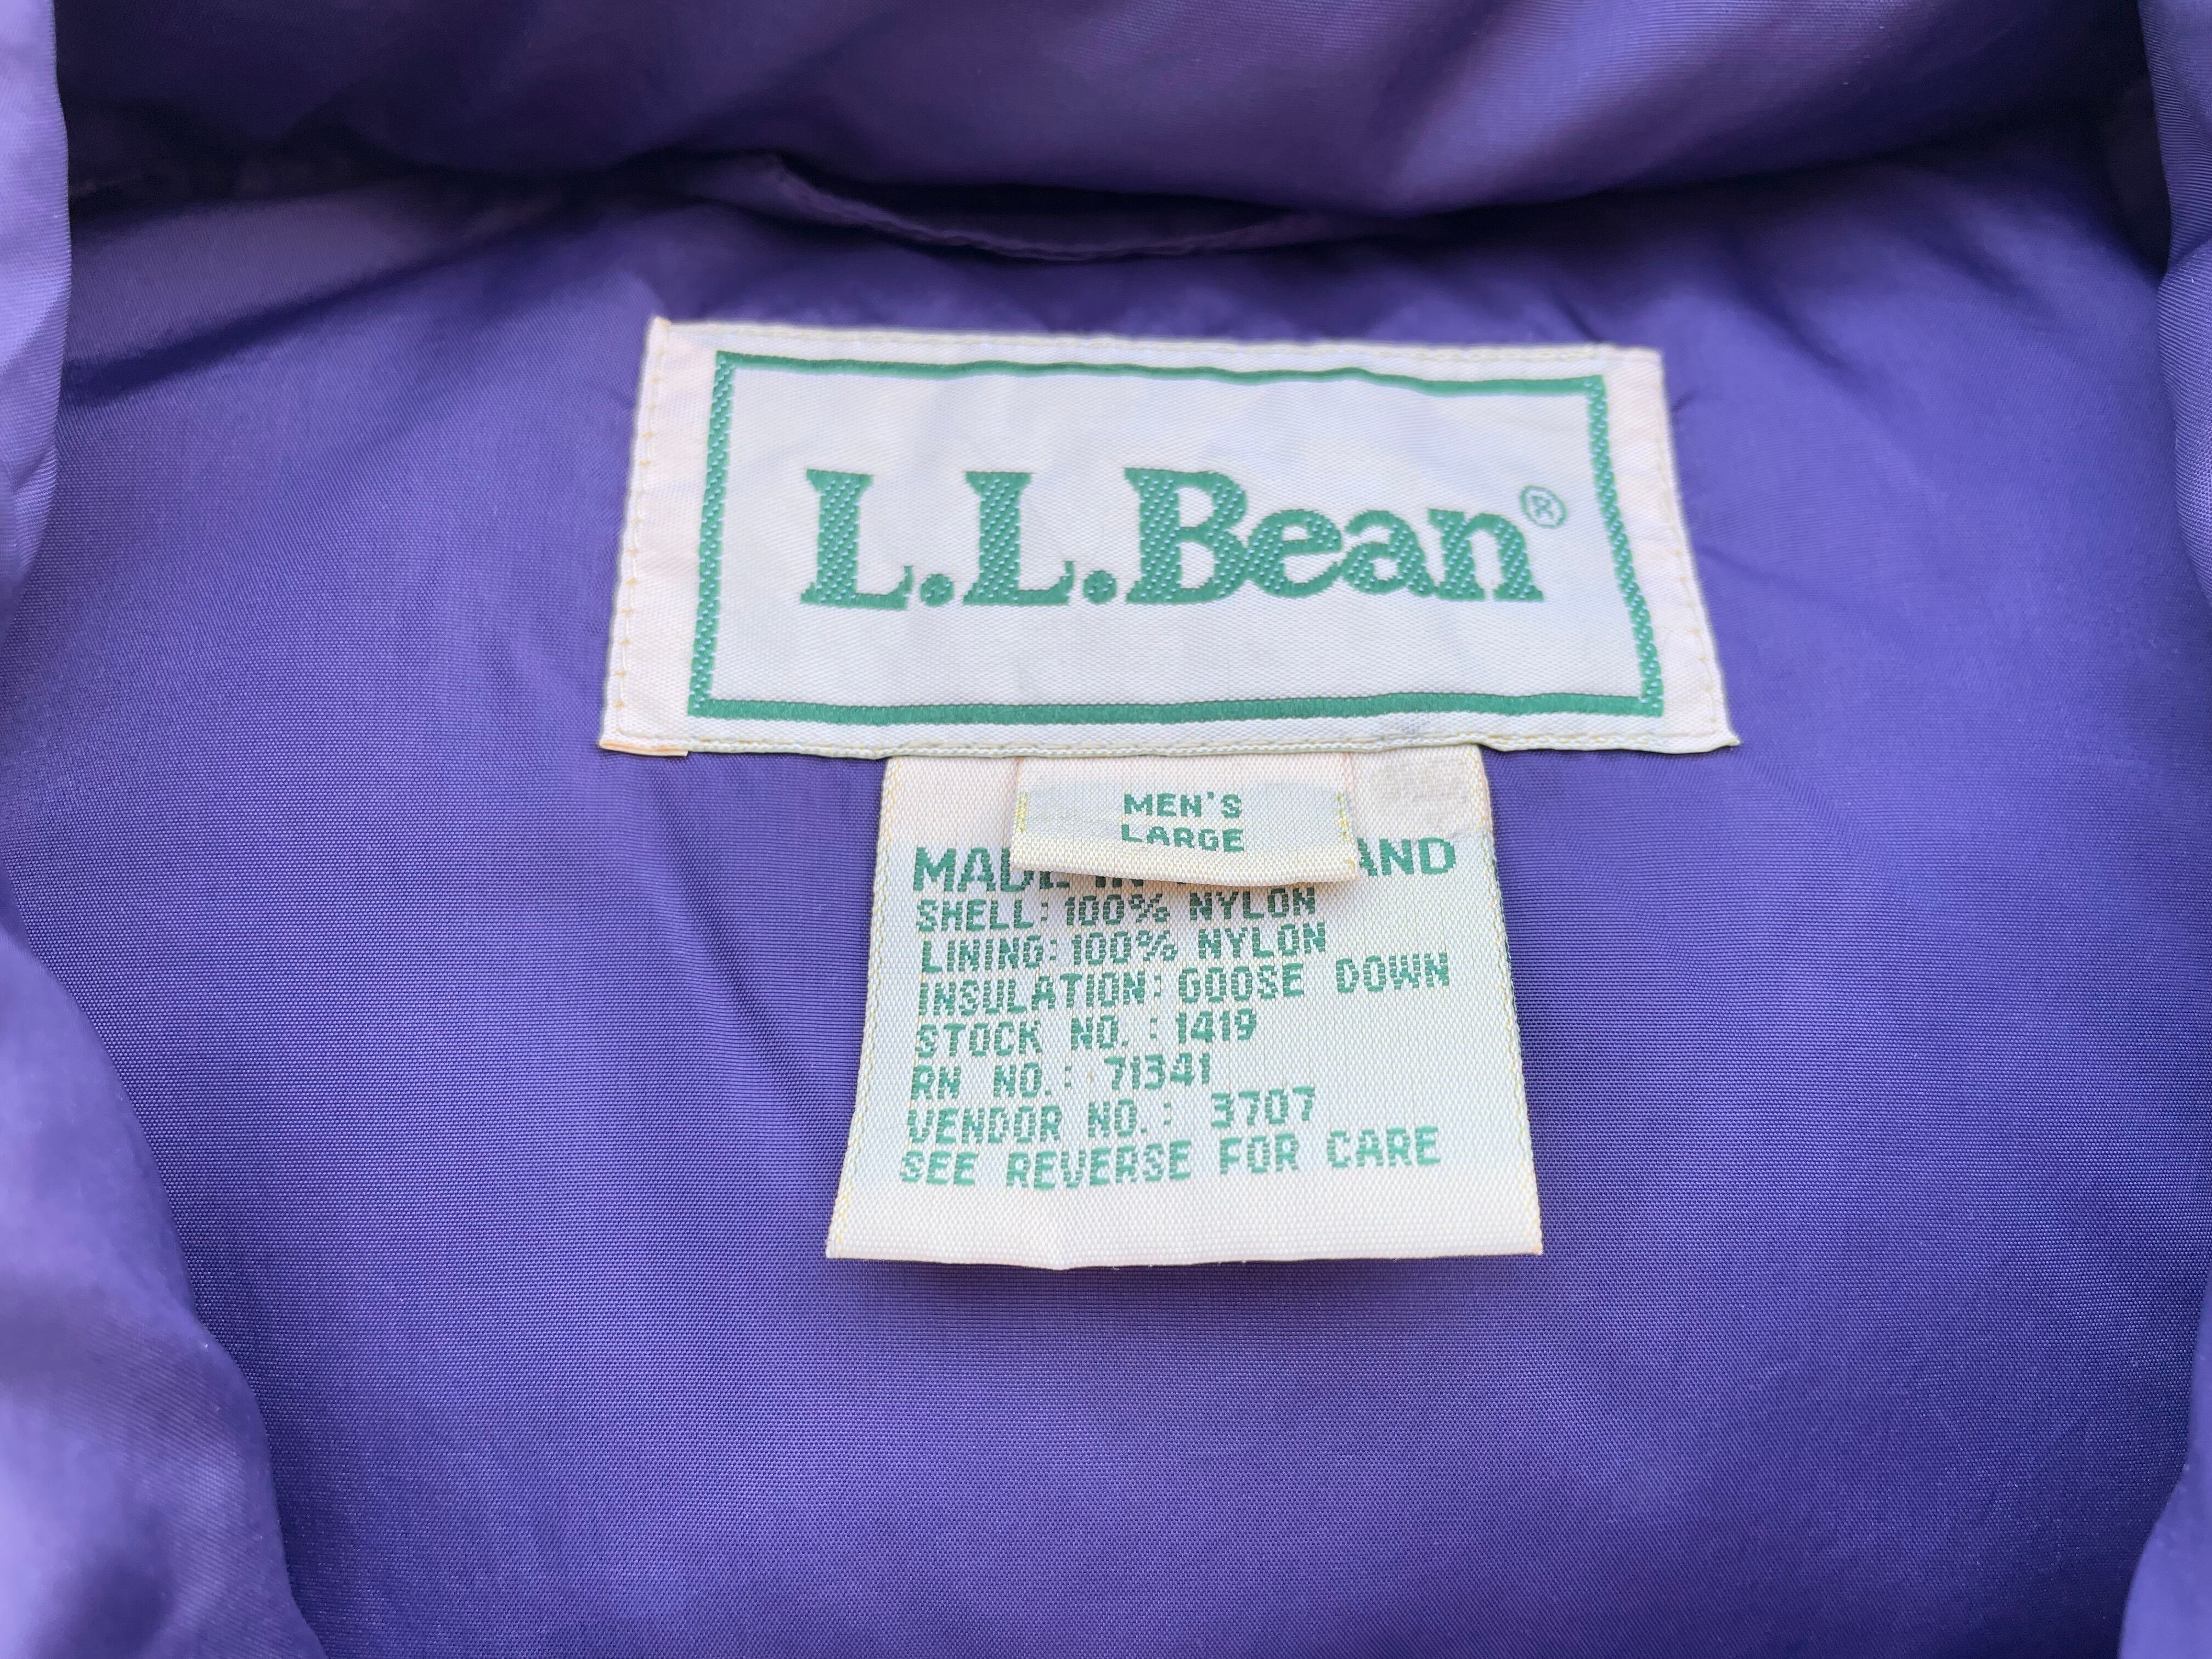 L.L.Bean®
MEN'S
LARGE
MADE IN
SHELL: 100% NYLON
LINING: 100% NYLON
INSULATION: GOOSE DOWN
STOCK NO. : 1419
RN NO.: 71341
VENDOR NO.: 3707
SEE REVERSE FOR CARE